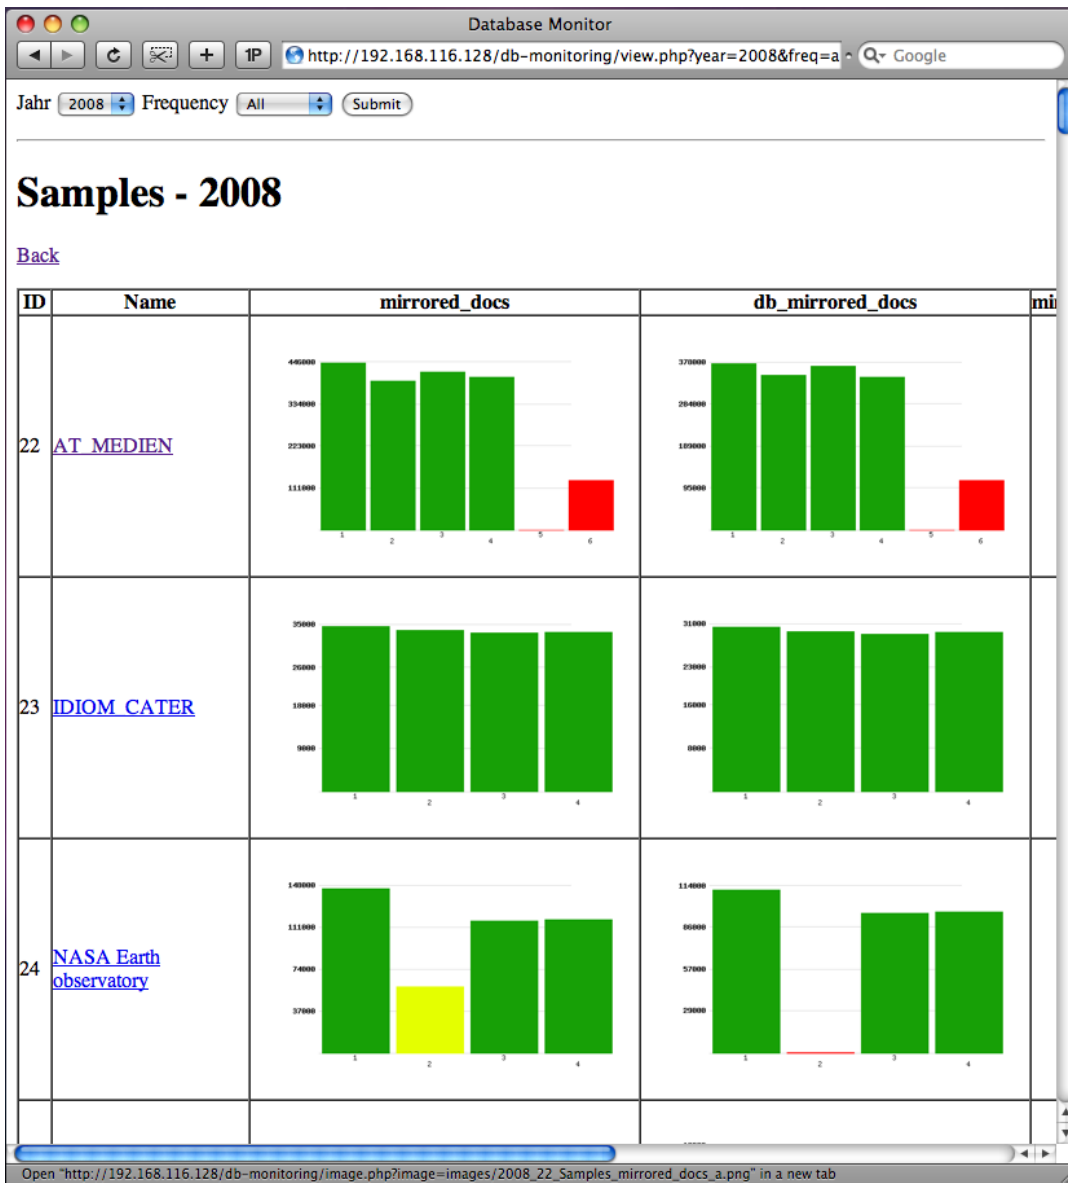 Database Monitor
1P http://192.168.116.128/db-monitoring/view.php?year=2008&freq=a Google
Jahr 2008 Frequency All Submit
Samples - 2008
Back
ID Name mirrored_docs db_mirrored_docs mi
22 AT_MEDIEN
446000
334000
223000
111000
1 2 3 4 5 6
378000
284000
189000
95000
1 2 3 4 5 6
23 IDIOM_CATER
35000
26000
18000
9000
1 2 3 4
31000
23000
16000
8000
1 2 3 4
24 NASA Earth
observatory
148000
111000
74000
37000
1 2 3 4
114000
86000
57000
29000
1 2 3 4
Open "http://192.168.116.128/db-monitoring/image.php?image=images/2008_22_Samples_mirrored_docs_a.png" in a new tab